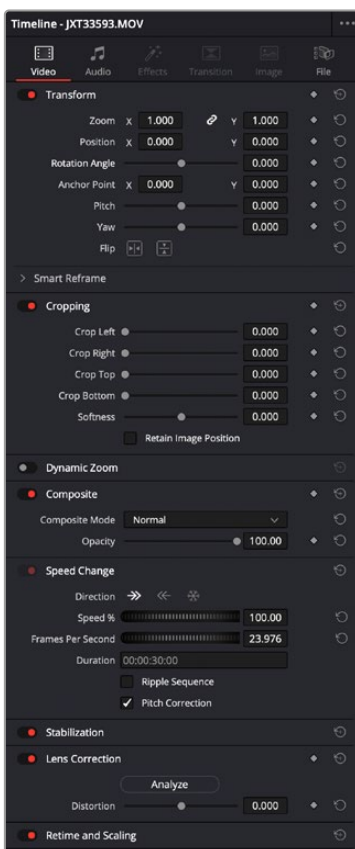 Timeline - JXT33593.MOV
Video Audio Effects Transition Image File
Transform
Zoom X 1.000 Y 1.000
Position X 0.000 Y 0.000
Rotation Angle 0.000
Anchor Point X 0.000 Y 0.000
Pitch 0.000
Yaw 0.000
Flip
> Smart Reframe
Cropping
Crop Left 0.000
Crop Right 0.000
Crop Top 0.000
Crop Bottom 0.000
Softness 0.000
Retain Image Position
Dynamic Zoom
Composite
Composite Mode Normal
Opacity 100.00
Speed Change
Direction
Speed % 100.00
Frames Per Second 23.976
Duration 00:00:30:00
Ripple Sequence
Pitch Correction
Stabilization
Lens Correction
Analyze
Distortion 0.000
Retime and Scaling